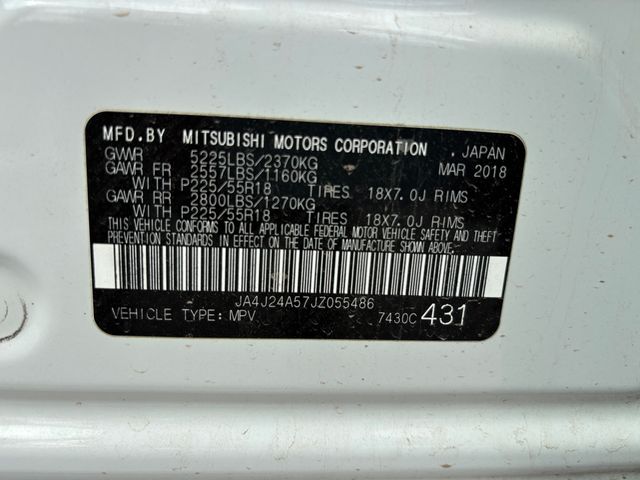 MFD.BY MITSUBISHI MOTORS CORPORATION . JAPAN
GVWR 5225LBS/2370KG MAR 2018
GAWR FR 2557LBS/1160KG
WITH P225/55R18 TIRES 18X7.0J RIMS
GAWR RR 2800LBS/1270KG
WITH P225/55R18 TIRES 18X7.0J RIMS
THIS VEHICLE CONFORMS TO ALL APPLICABLE FEDERAL MOTOR VEHICLE SAFETY AND THEFT
PREVENTION STANDARDS IN EFFECT ON THE DATE OF MANUFACTURE SHOWN ABOVE.
JA4J24A57JZ055486
VEHICLE TYPE: MPV 7430C 431